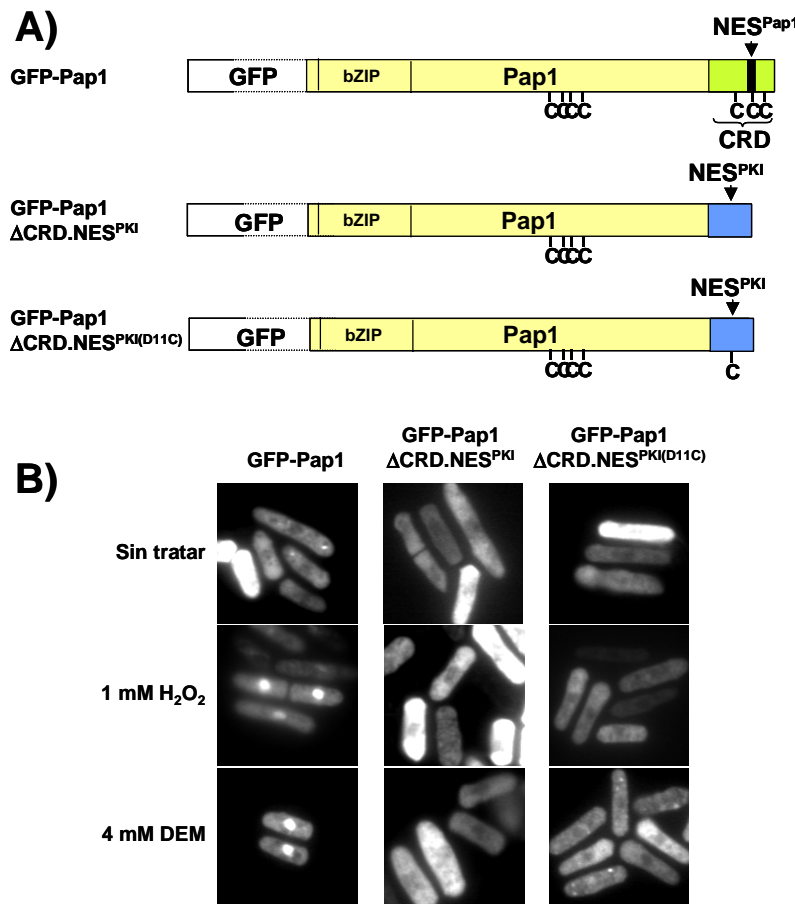 A)
NES^Pap1
GFP-Pap1
GFP bZIP Pap1
CCCC C CC
CRD
NES^PKI
GFP-Pap1
ΔCRD.NES^PKI
GFP bZIP Pap1
CCCC
NES^PKI
GFP-Pap1
ΔCRD.NES^PKI(D11C)
GFP bZIP Pap1
CCCC C
B)
GFP-Pap1
GFP-Pap1
ΔCRD.NES^PKI
GFP-Pap1
ΔCRD.NES^PKI(D11C)
Sin tratar
1 mM H₂O₂
4 mM DEM